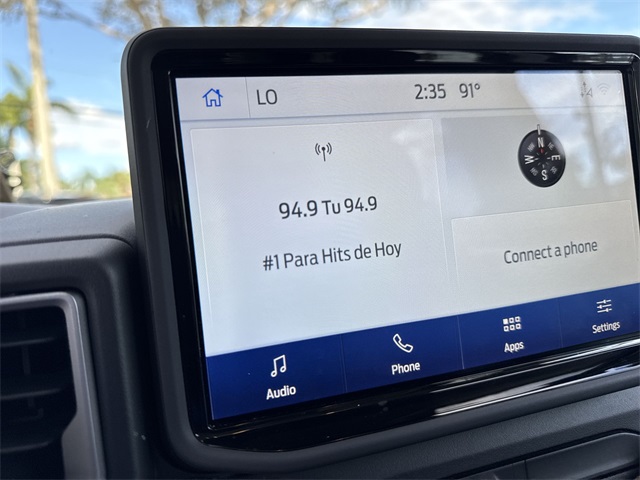 LO 2:35 91°
94.9 Tu 94.9
#1 Para Hits de Hoy
N
W E
S
Connect a phone
Audio Phone Apps Settings